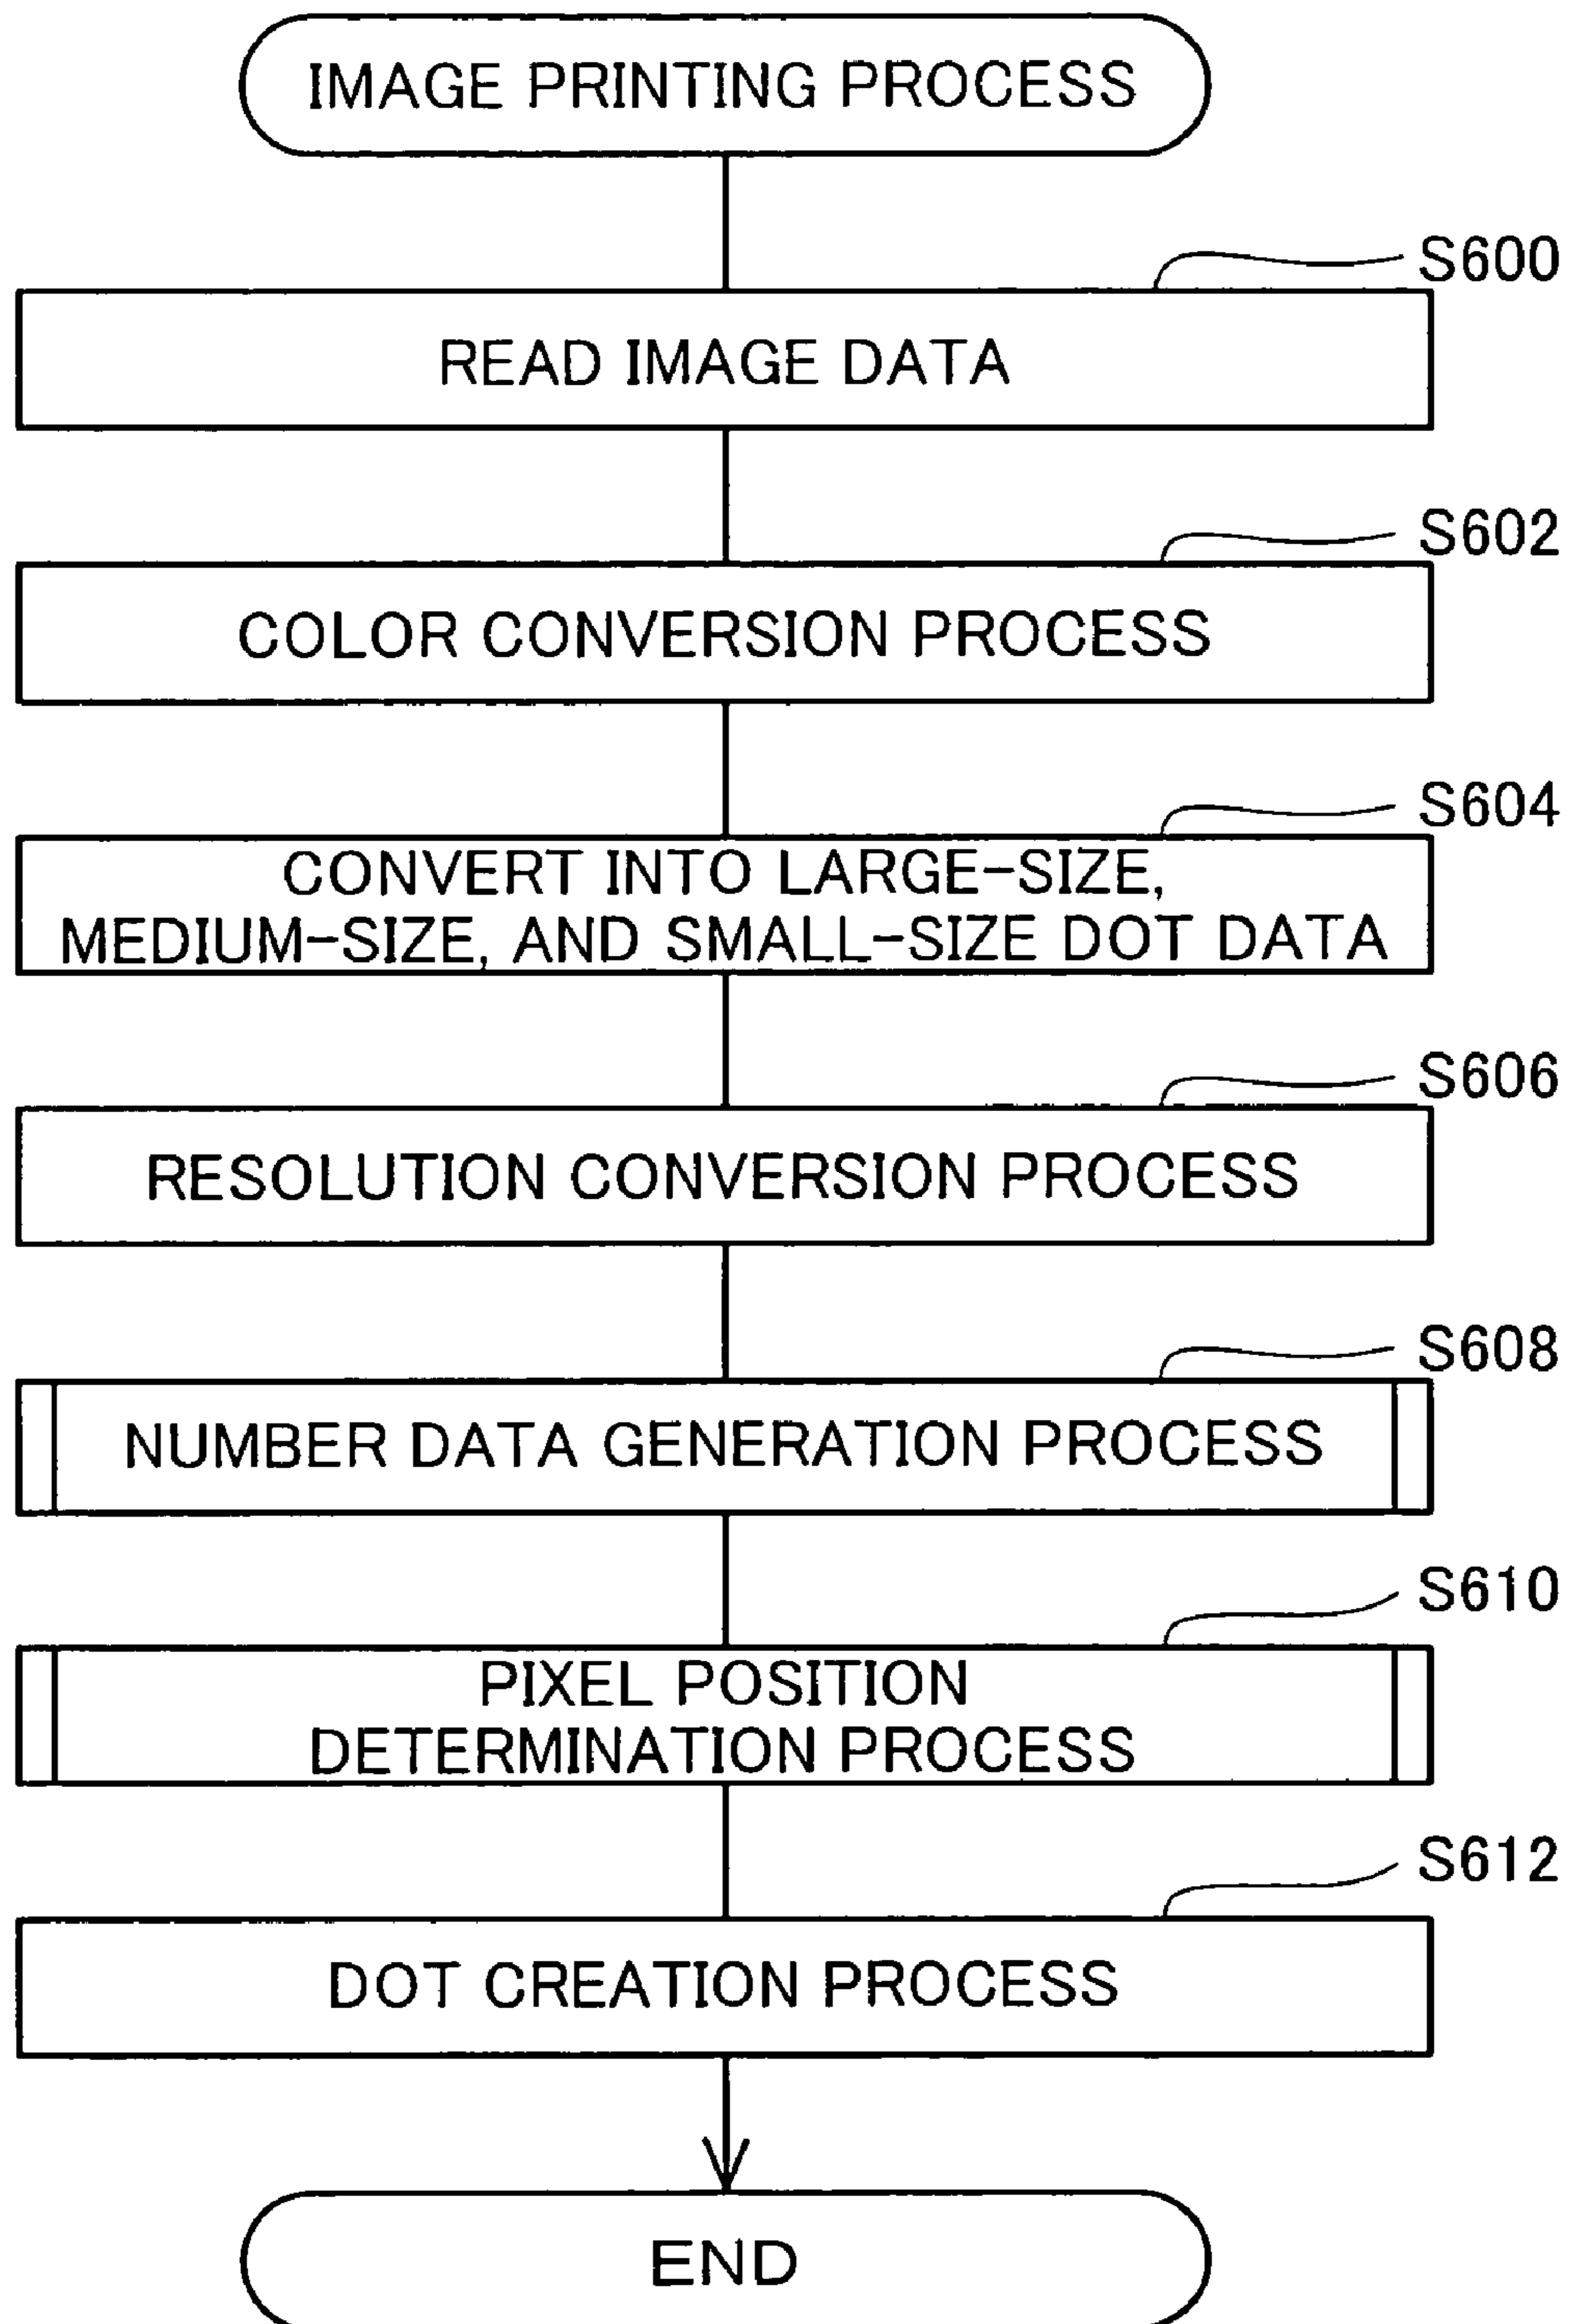 IMAGE PRINTING PROCESS
S600
READ IMAGE DATA
S602
COLOR CONVERSION PROCESS
S604
CONVERT INTO LARGE-SIZE,
MEDIUM-SIZE, AND SMALL-SIZE DOT DATA
S606
RESOLUTION CONVERSION PROCESS
S608
NUMBER DATA GENERATION PROCESS
S610
PIXEL POSITION
DETERMINATION PROCESS
S612
DOT CREATION PROCESS
END